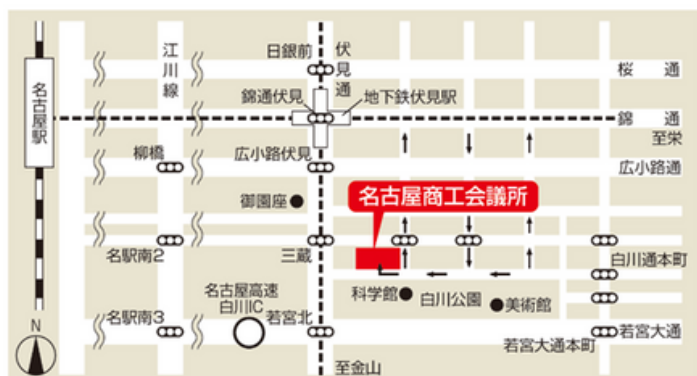 日銀前
伏見通
江川線
桜通
名古屋駅
錦通伏見
地下鉄伏見駅
錦通
至栄
柳橋
広小路伏見
広小路通
御園座
名古屋商工会議所
名駅南2
三蔵
白川通本町
名古屋高速
白川IC
科学館
白川公園
美術館
名駅南3
若宮北
若宮大通
若宮大通本町
N
至金山